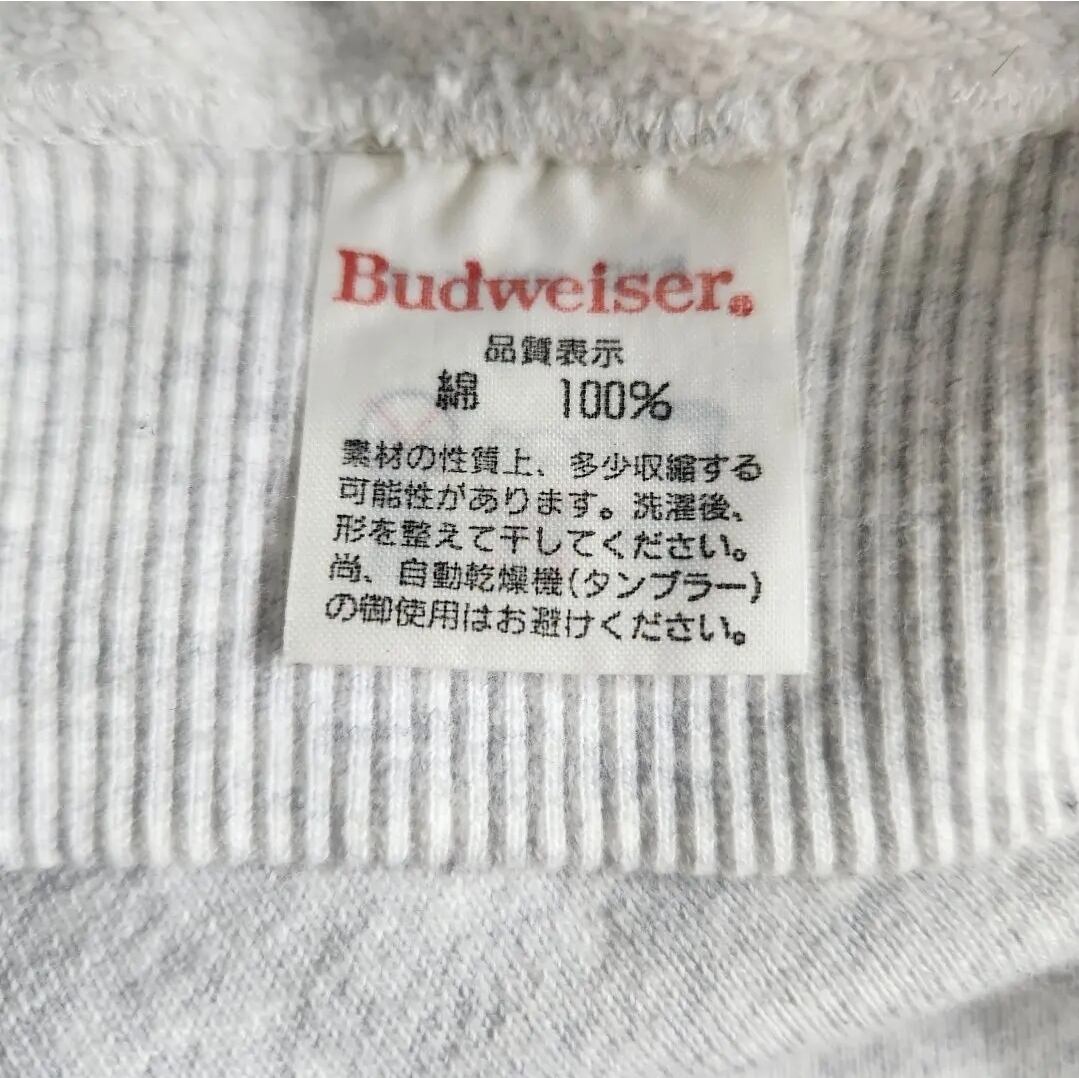 Budweiser®
品質表示
綿 100%
素材の性質上、多少収縮する
可能性があります。洗濯後、
形を整えて干してください。
尚、自動乾燥機(タンブラー)
の御使用はお避けください。